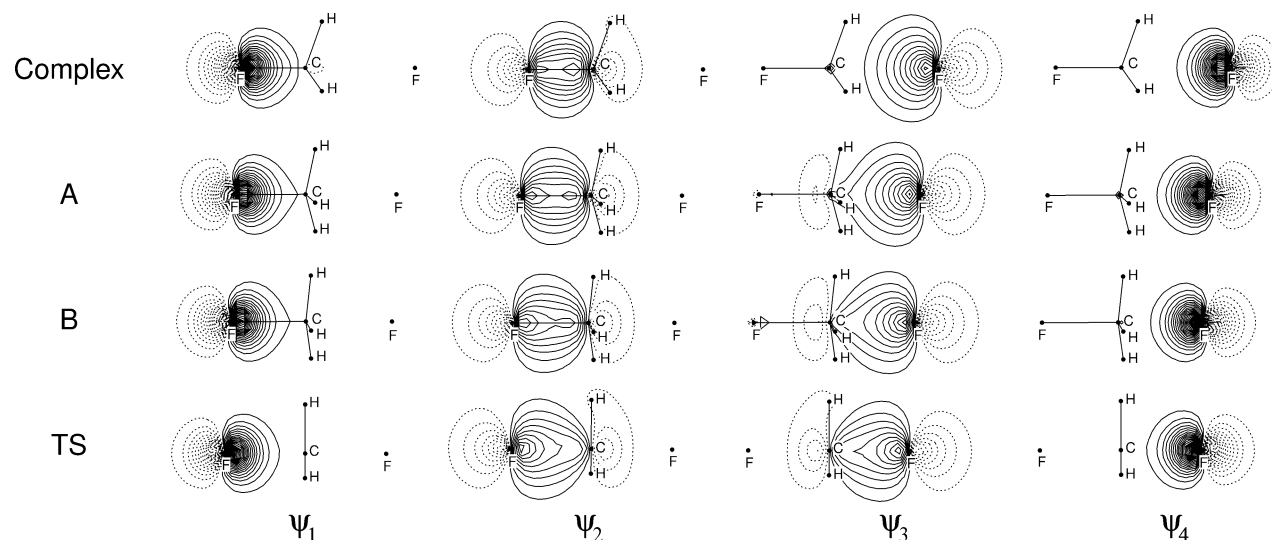 H H H H
Complex F C F F C F F C F F C F
H H H H
H H H H
A C C C C
F H F F H F F H F F H F
H H H H
H H H H
B C C C C
F H F F H F F H F F H F
H H H H
H H H H
TS F C F F C F F C F F C F
H H H H
ψ₁ ψ₂ ψ₃ ψ₄